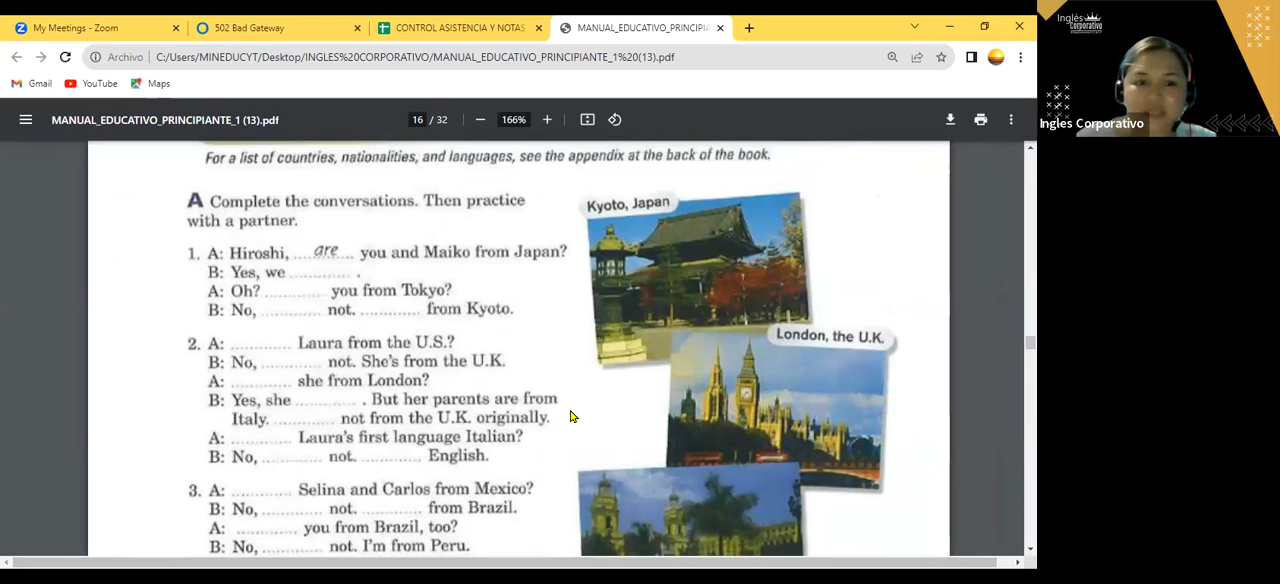 My Meetings - Zoom
502 Bad Gateway
CONTROL ASISTENCIA Y NOTAS
MANUAL_EDUCATIVO_PRINCIPIANTE_
Archivo
C:/Users/MINEDUCYT/Desktop/INGLES%20CORPORATIVO/MANUAL_EDUCATIVO_PRINCIPIANTE_1%20(13).pdf
Gmail
YouTube
Maps
MANUAL_EDUCATIVO_PRINCIPIANTE_1 (13).pdf
16 / 32
166%
For a list of countries, nationalities, and languages, see the appendix at the back of the book.
A Complete the conversations. Then practice
with a partner.
1. A: Hiroshi, ....are.... you and Maiko from Japan?
B: Yes, we ............ .
A: Oh? ............ you from Tokyo?
B: No, ............ not. ............ from Kyoto.
2. A: ............ Laura from the U.S.?
B: No, ............ not. She's from the U.K.
A: ............ she from London?
B: Yes, she ............ . But her parents are from
Italy. ............ not from the U.K. originally.
A: ............ Laura's first language Italian?
B: No, ............ not. ............ English.
3. A: ............ Selina and Carlos from Mexico?
B: No, ............ not. ............ from Brazil.
A: ............ you from Brazil, too?
B: No, ............ not. I'm from Peru.
Kyoto, Japan
London, the U.K.
Inglés
Corporativo
Ingles Corporativo